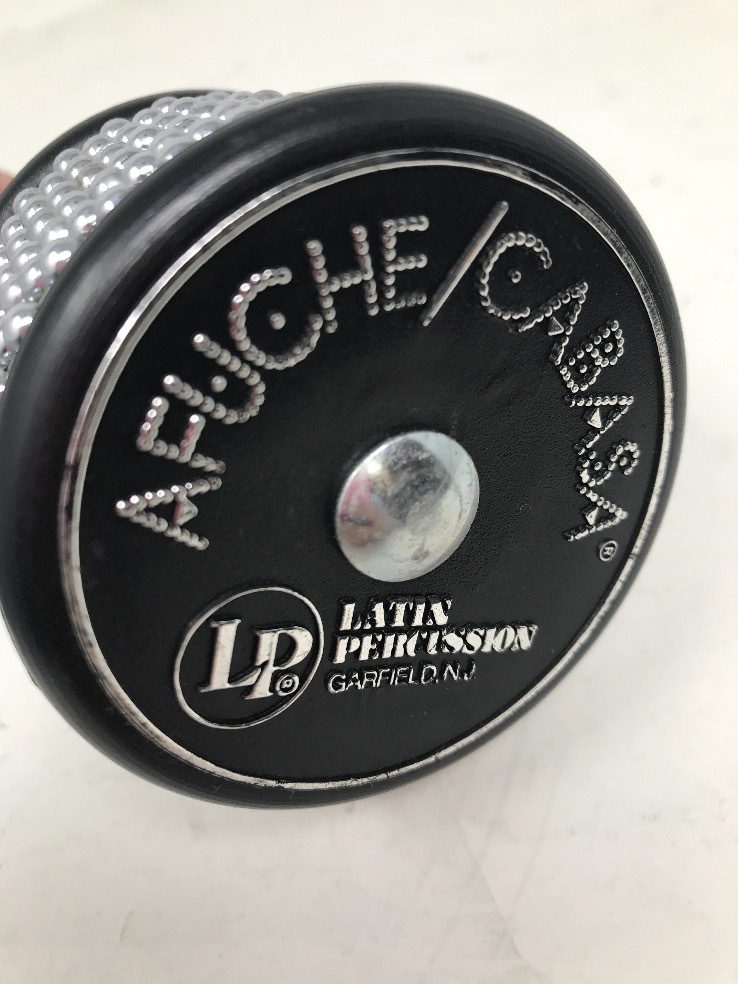 AFUCHE/CABASA®
LP®
LATIN
PERCUSSION
GARFIELD, N.J.